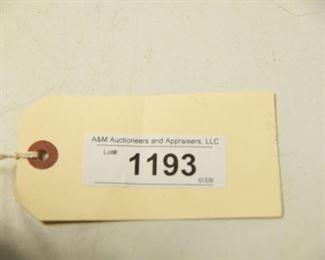 A&M Auctioneers and Appraisers, LLC
Lot#:
1193